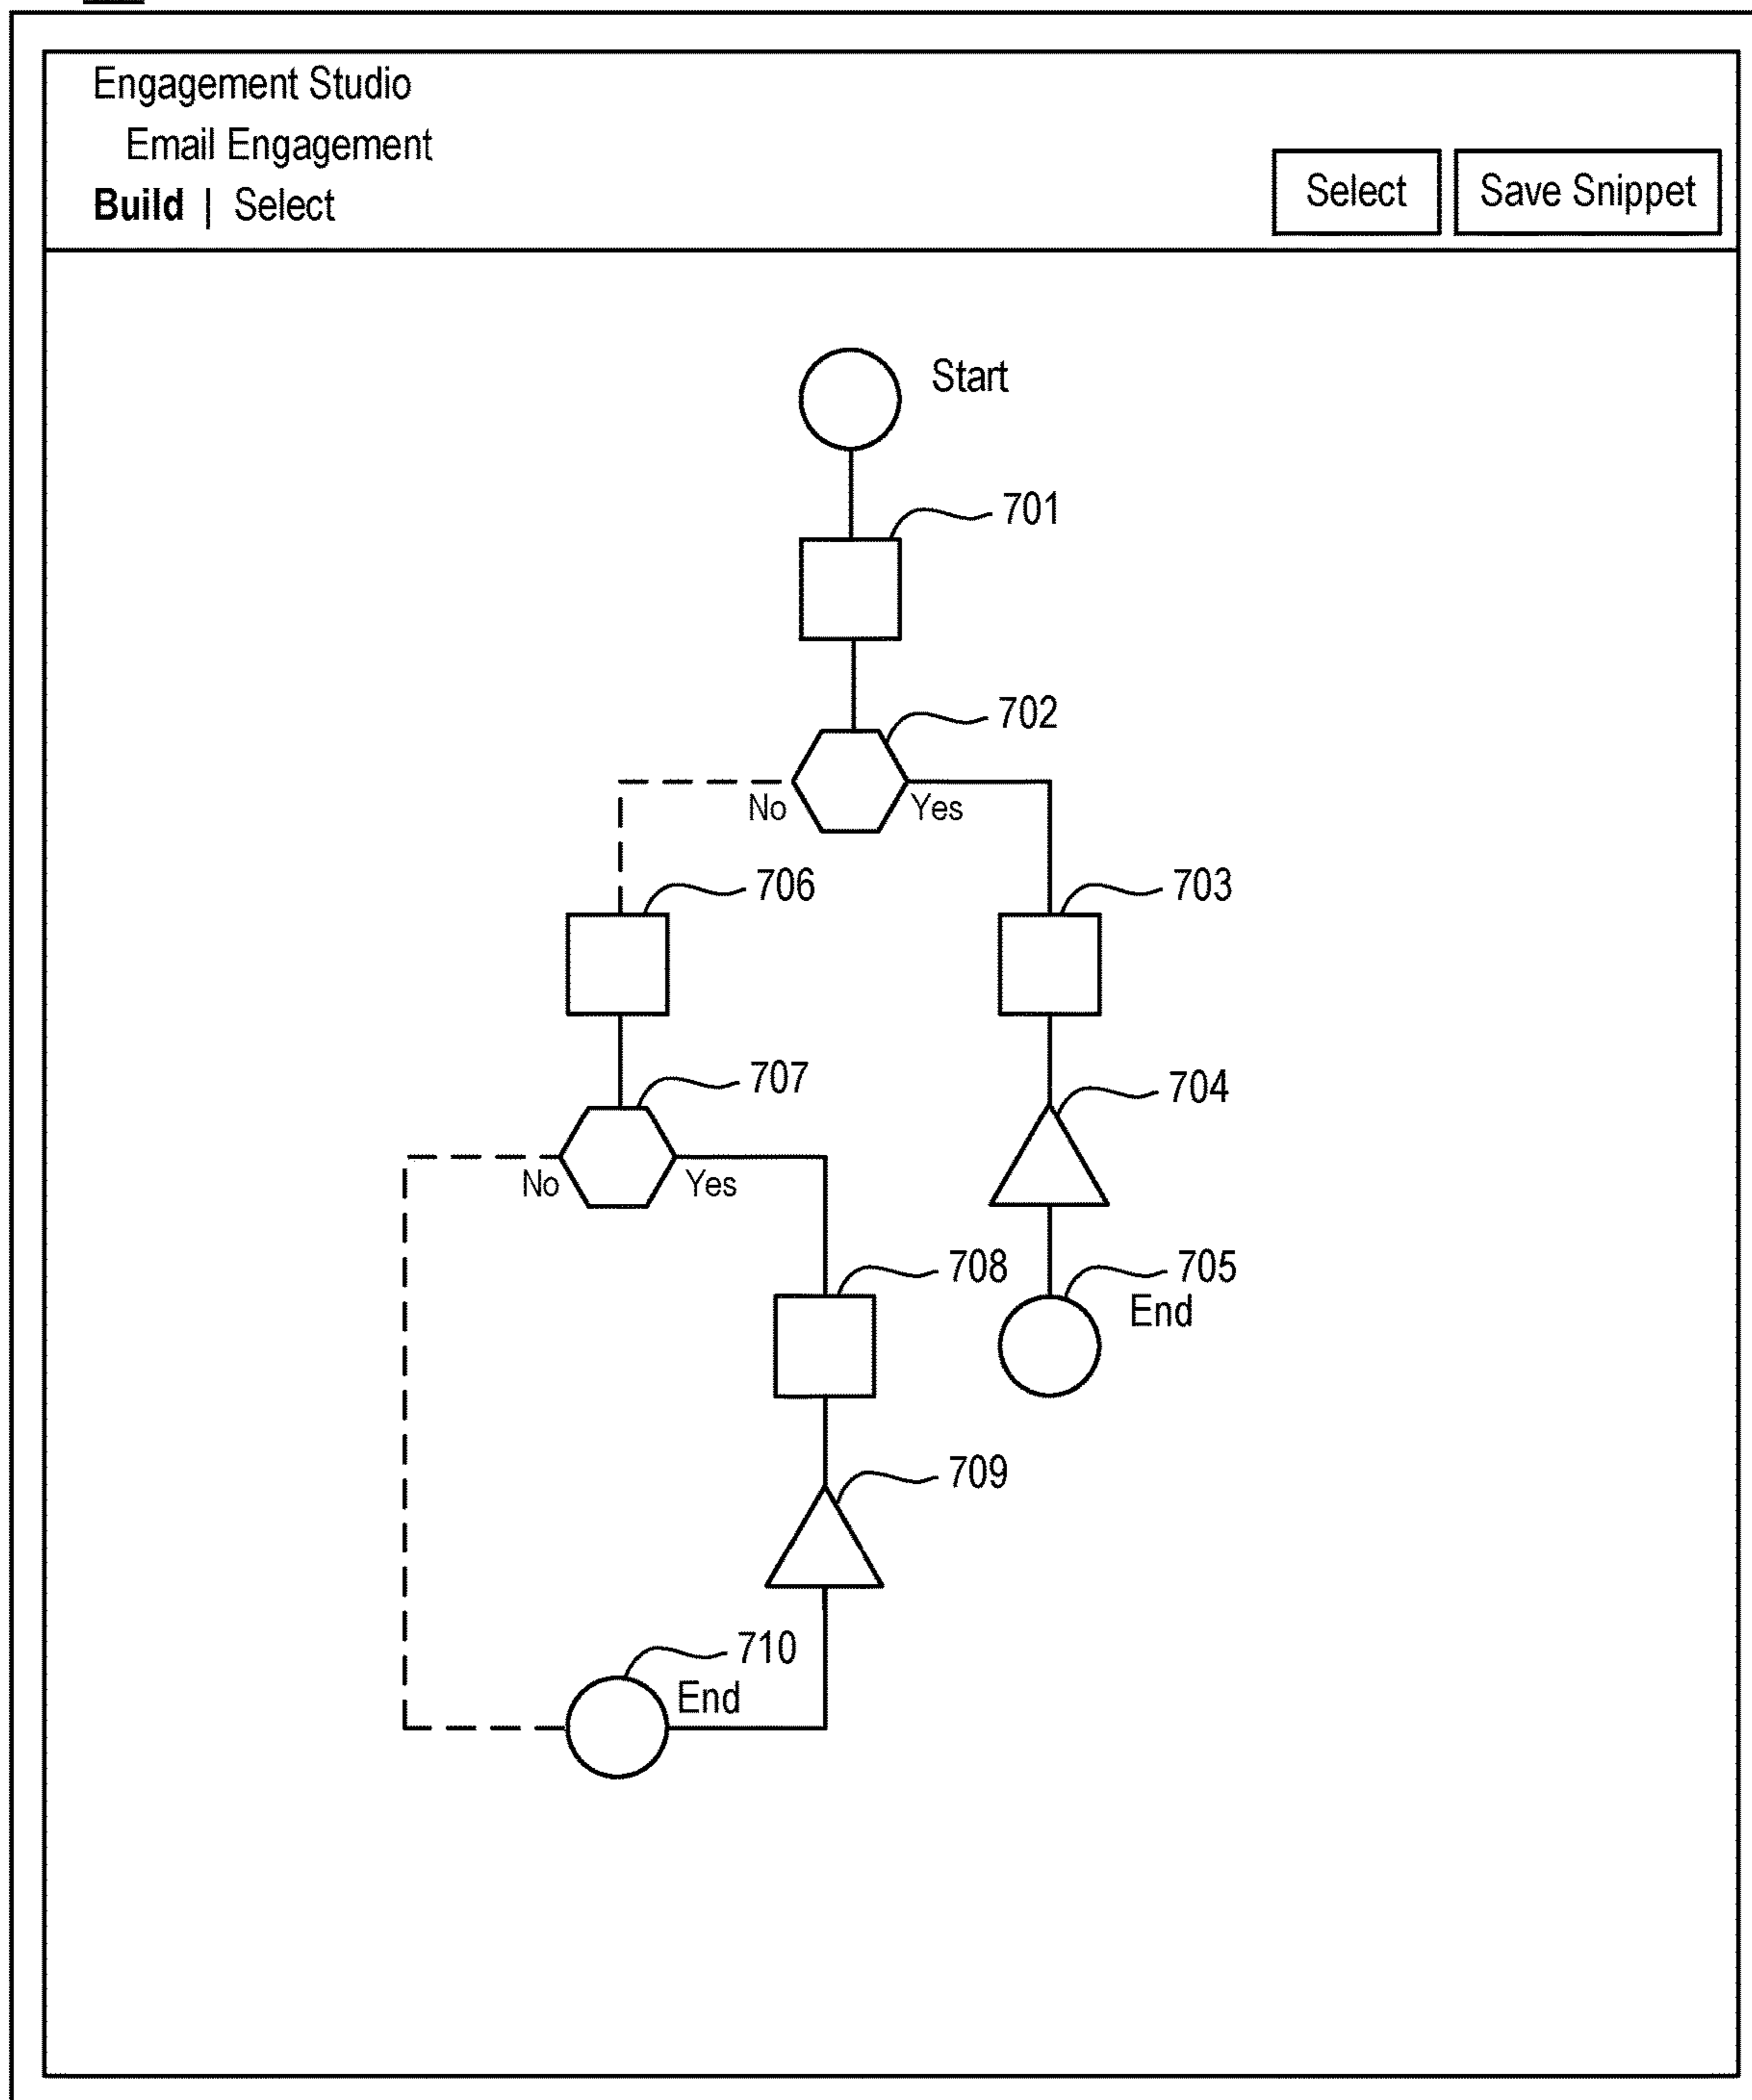 Engagement Studio
Email Engagement
Build | Select
Select
Save Snippet
Start
701
702
No
Yes
706
703
707
704
No
Yes
708
705
End
709
710
End